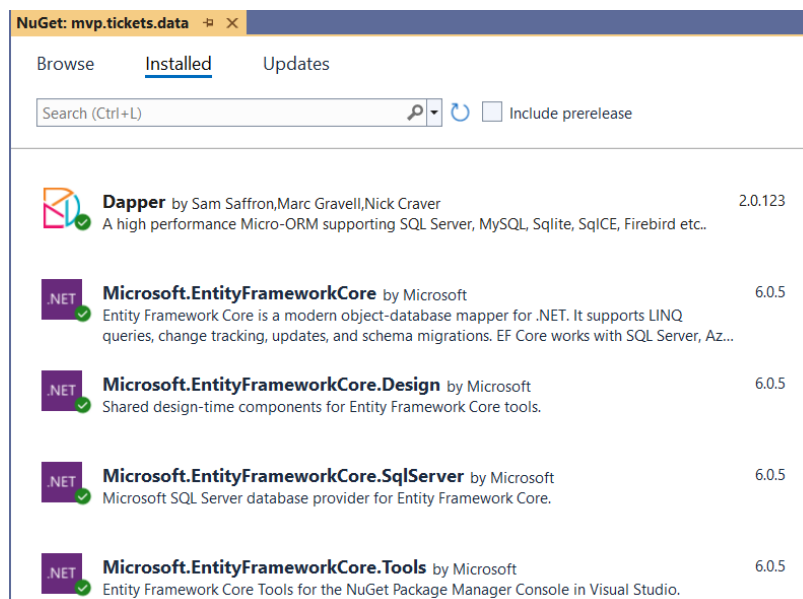 NuGet: mvp.tickets.data
Browse Installed Updates
Search (Ctrl+L) Include prerelease
Dapper by Sam Saffron,Marc Gravell,Nick Craver 2.0.123
A high performance Micro-ORM supporting SQL Server, MySQL, Sqlite, SqlCE, Firebird etc..
.NET Microsoft.EntityFrameworkCore by Microsoft 6.0.5
Entity Framework Core is a modern object-database mapper for .NET. It supports LINQ
queries, change tracking, updates, and schema migrations. EF Core works with SQL Server, Az...
.NET Microsoft.EntityFrameworkCore.Design by Microsoft 6.0.5
Shared design-time components for Entity Framework Core tools.
.NET Microsoft.EntityFrameworkCore.SqlServer by Microsoft 6.0.5
Microsoft SQL Server database provider for Entity Framework Core.
.NET Microsoft.EntityFrameworkCore.Tools by Microsoft 6.0.5
Entity Framework Core Tools for the NuGet Package Manager Console in Visual Studio.